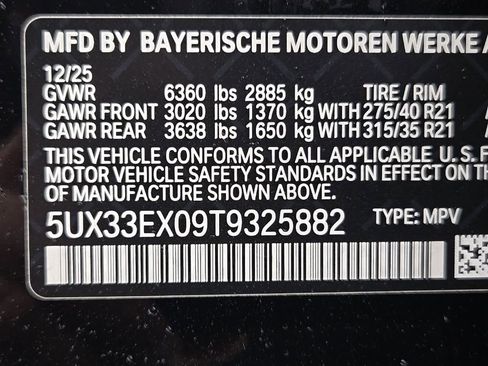 MFD BY BAYERISCHE MOTOREN WERKE
12/25
GVWR 6360 lbs 2885 kg TIRE / RIM
GAWR FRONT 3020 lbs 1370 kg WITH 275/40 R21
GAWR REAR 3638 lbs 1650 kg WITH 315/35 R21
THIS VEHICLE CONFORMS TO ALL APPLICABLE U.S. F
MOTOR VEHICLE SAFETY STANDARDS IN EFFECT ON
OF MANUFACTURE SHOWN ABOVE.
5UX33EX09T9325882 TYPE: MPV